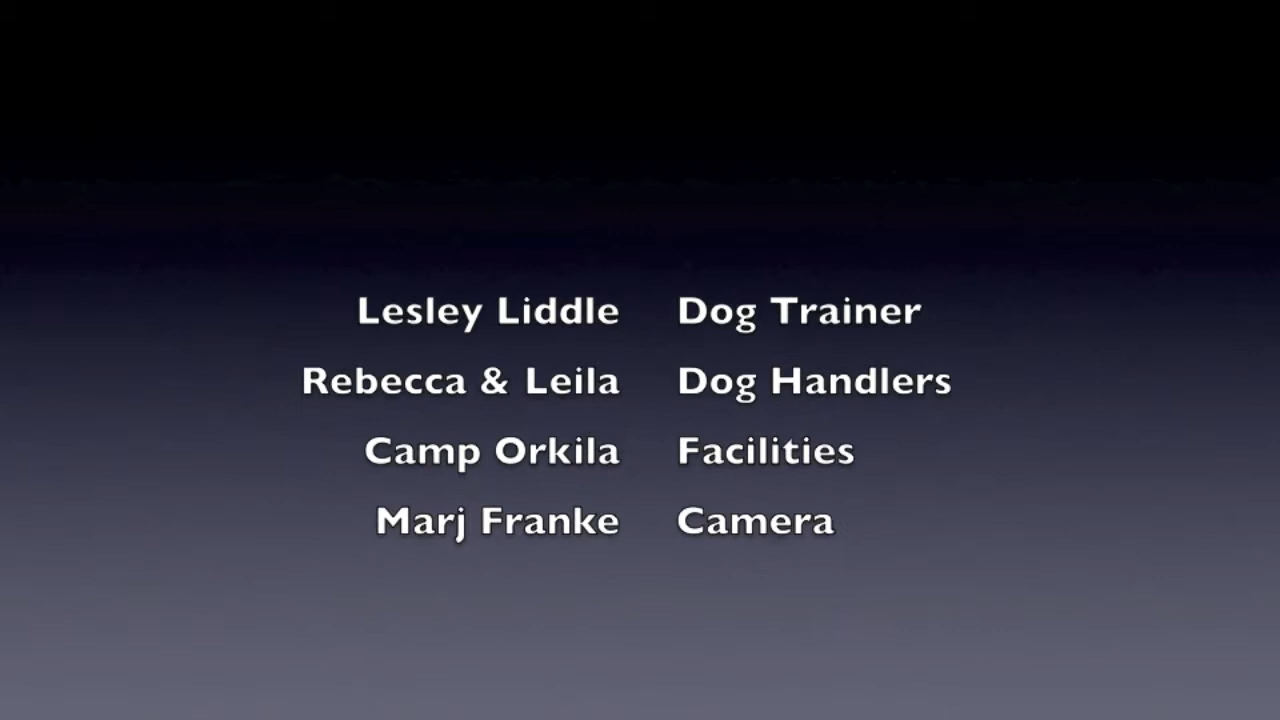 Lesley Liddle Dog Trainer
Rebecca & Leila Dog Handlers
Camp Orkila Facilities
Marj Franke Camera